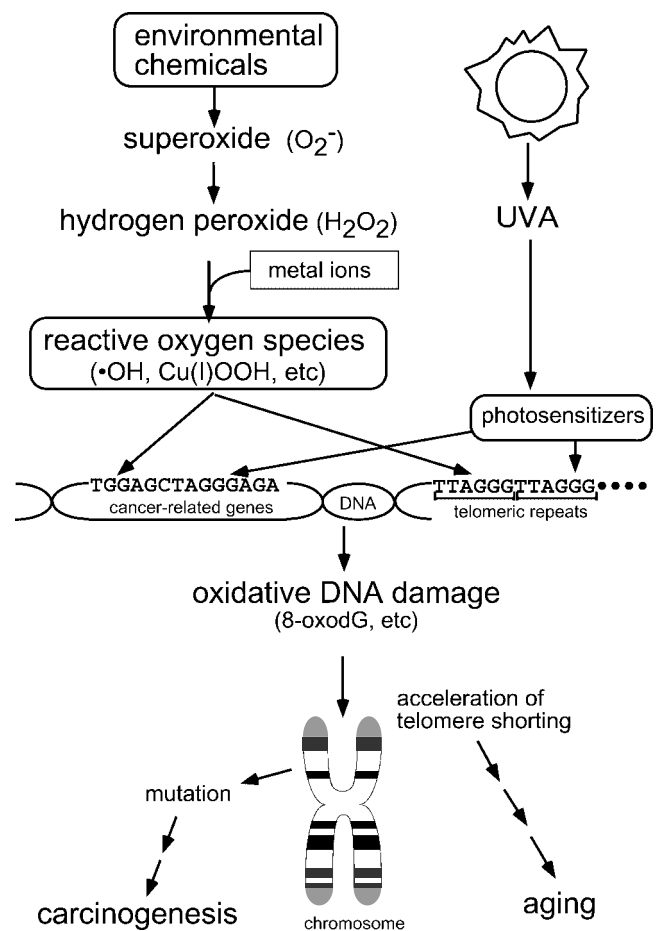 environmental
chemicals
superoxide (O₂⁻)
hydrogen peroxide (H₂O₂)
UVA
metal ions
reactive oxygen species
(•OH, Cu(I)OOH, etc)
photosensitizers
TGGAGCTAGGGAGA
TTAGGGTTAGGG••••
cancer-related genes
DNA
telomeric repeats
oxidative DNA damage
(8-oxodG, etc)
acceleration of
telomere shorting
mutation
carcinogenesis
chromosome
aging